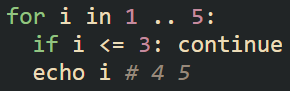 for i in 1 .. 5:
  if i <= 3: continue
  echo i # 4 5